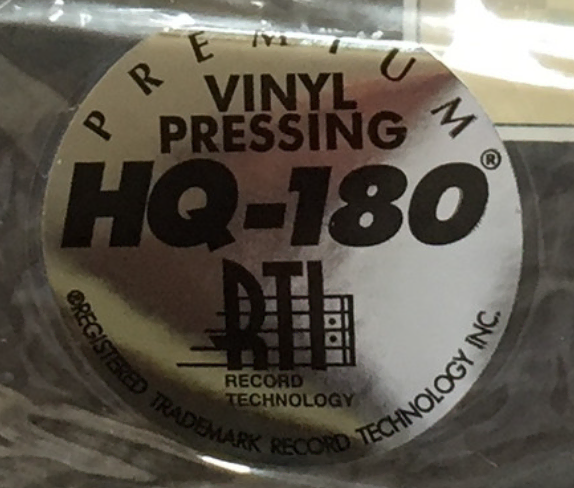 PREMIUM
VINYL
PRESSING
HQ-180®
RTI
RECORD
TECHNOLOGY
®REGISTERED TRADEMARK RECORD TECHNOLOGY INC.